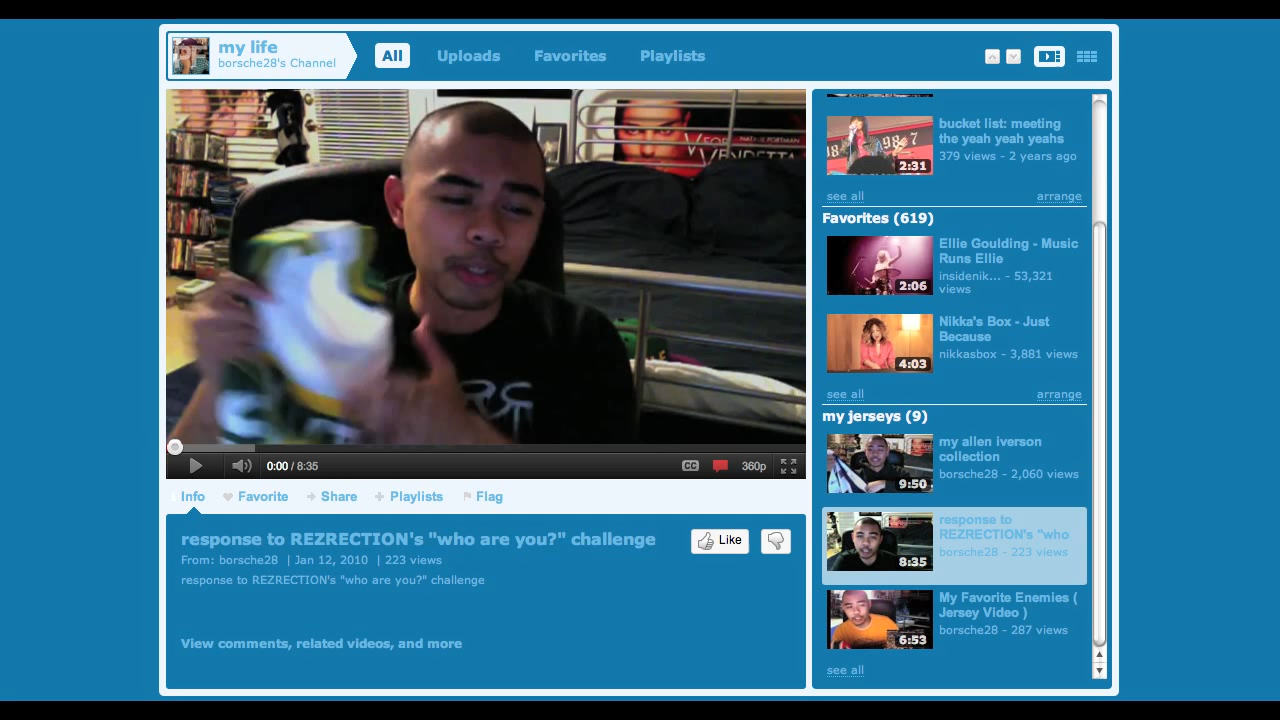 my life
borsche28's Channel
All
Uploads
Favorites
Playlists
V FOR VENDETTA
NATALIE PORTMAN
0:00 / 8:35
CC
360p
Info
Favorite
Share
Playlists
Flag
response to REZRECTION's "who are you?" challenge
Like
From: borsche28 | Jan 12, 2010 | 223 views
response to REZRECTION's "who are you?" challenge
View comments, related videos, and more
bucket list: meeting
the yeah yeah yeahs
379 views - 2 years ago
2:31
see all
arrange
Favorites (619)
Ellie Goulding - Music
Runs Ellie
insidenik... - 53,321
views
2:06
Nikka's Box - Just
Because
nikkasbox - 3,881 views
4:03
see all
arrange
my jerseys (9)
my allen iverson
collection
borsche28 - 2,060 views
9:50
response to
REZRECTION's "who
borsche28 - 223 views
8:35
My Favorite Enemies (
Jersey Video )
borsche28 - 287 views
6:53
see all